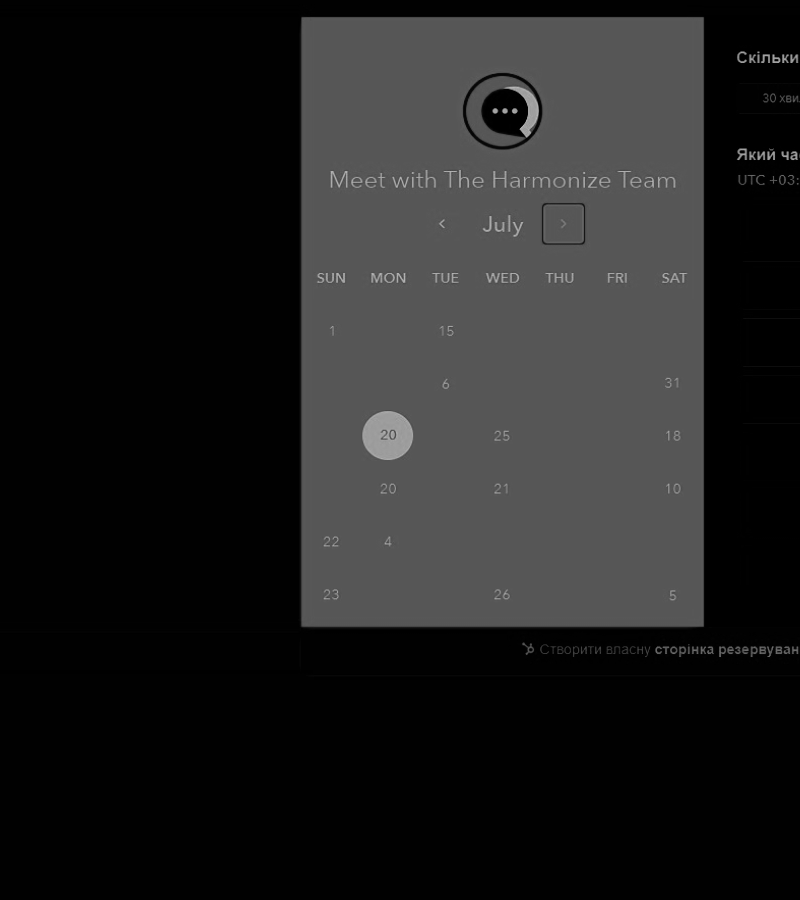 Meet with The Harmonize Team
July
SUN MON TUE WED THU FRI SAT
1 15
6 31
20 25 18
20 21 10
22 4
23 26 5
Скільки
30 хви
Який ча
UTC +03:
Створити власну сторінка резервуван